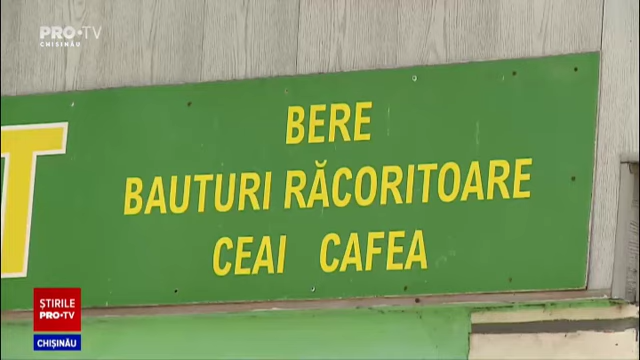 PRO•TV
CHIȘINĂU
T
BERE
BAUTURI RĂCORITOARE
CEAI CAFEA
ȘTIRILE
PRO•TV
CHIȘINĂU